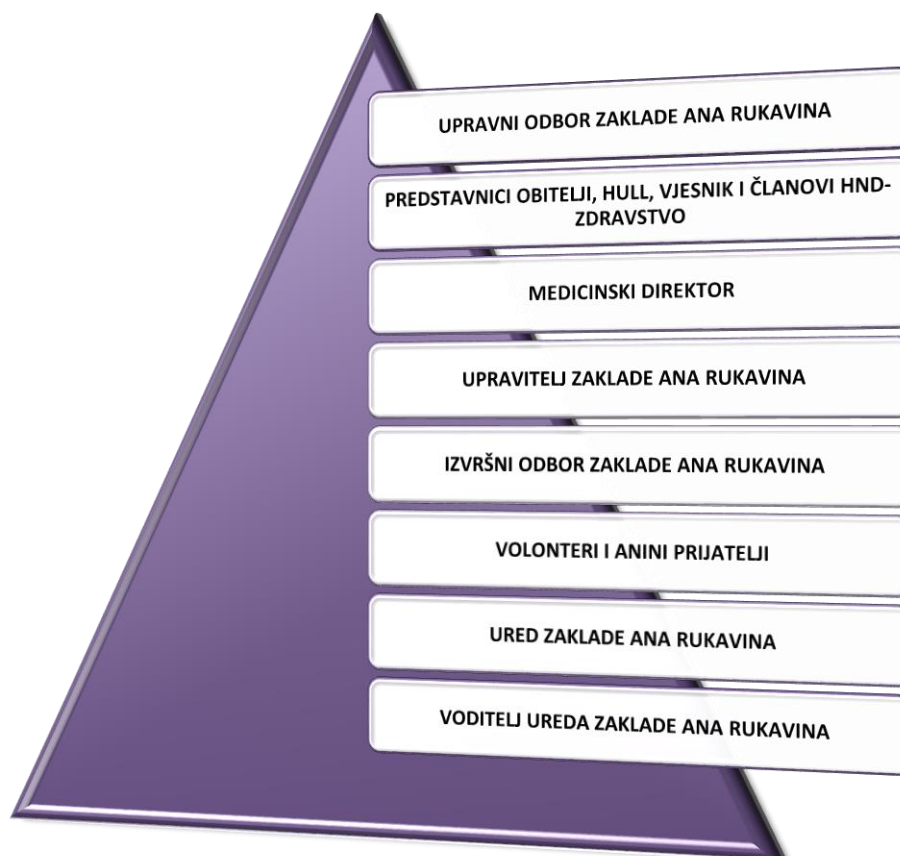 UPRAVNI ODBOR ZAKLADE ANA RUKAVINA
PREDSTAVNICI OBITELJI, HULL, VJESNIK I ČLANOVI HND-
ZDRAVSTVO
MEDICINSKI DIREKTOR
UPRAVITELJ ZAKLADE ANA RUKAVINA
IZVRŠNI ODBOR ZAKLADE ANA RUKAVINA
VOLONTERI I ANINI PRIJATELJI
URED ZAKLADE ANA RUKAVINA
VODITELJ UREDA ZAKLADE ANA RUKAVINA